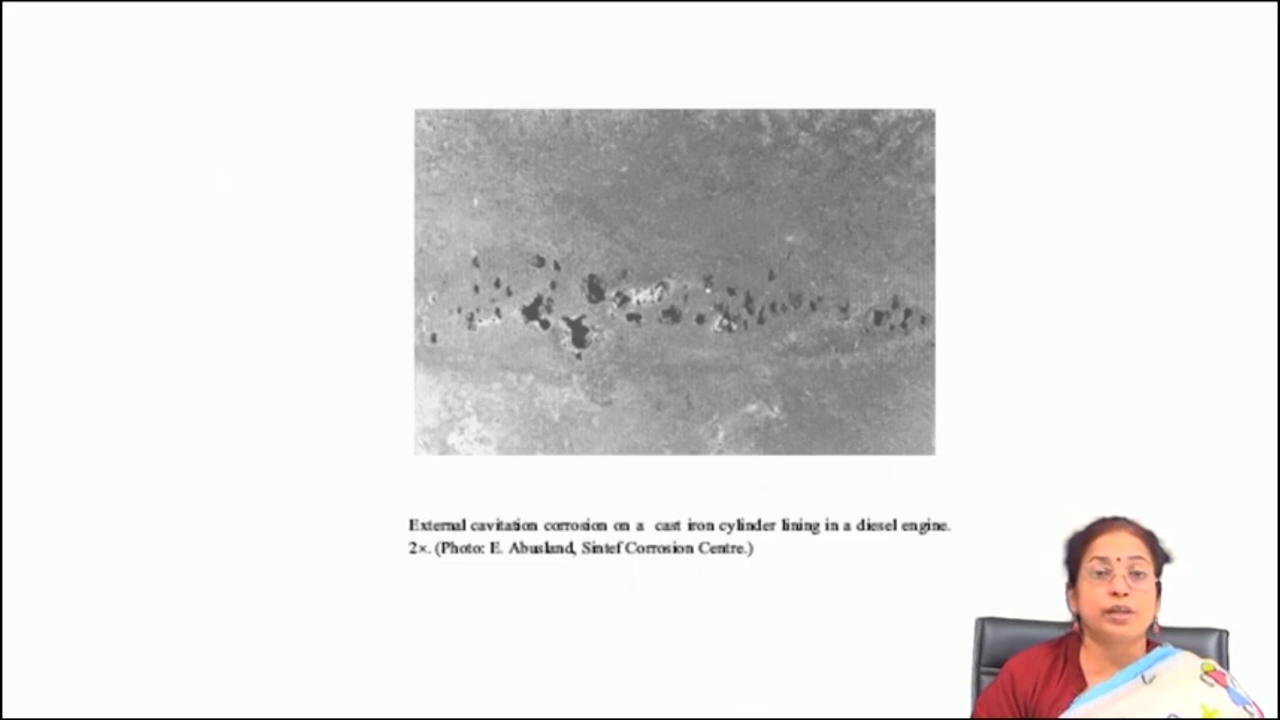 External cavitation corrosion on a cast iron cylinder lining in a diesel engine.
2×. (Photo: E. Abusland, Sintef Corrosion Centre.)